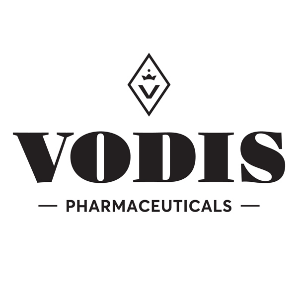 V
VODIS
— PHARMACEUTICALS —